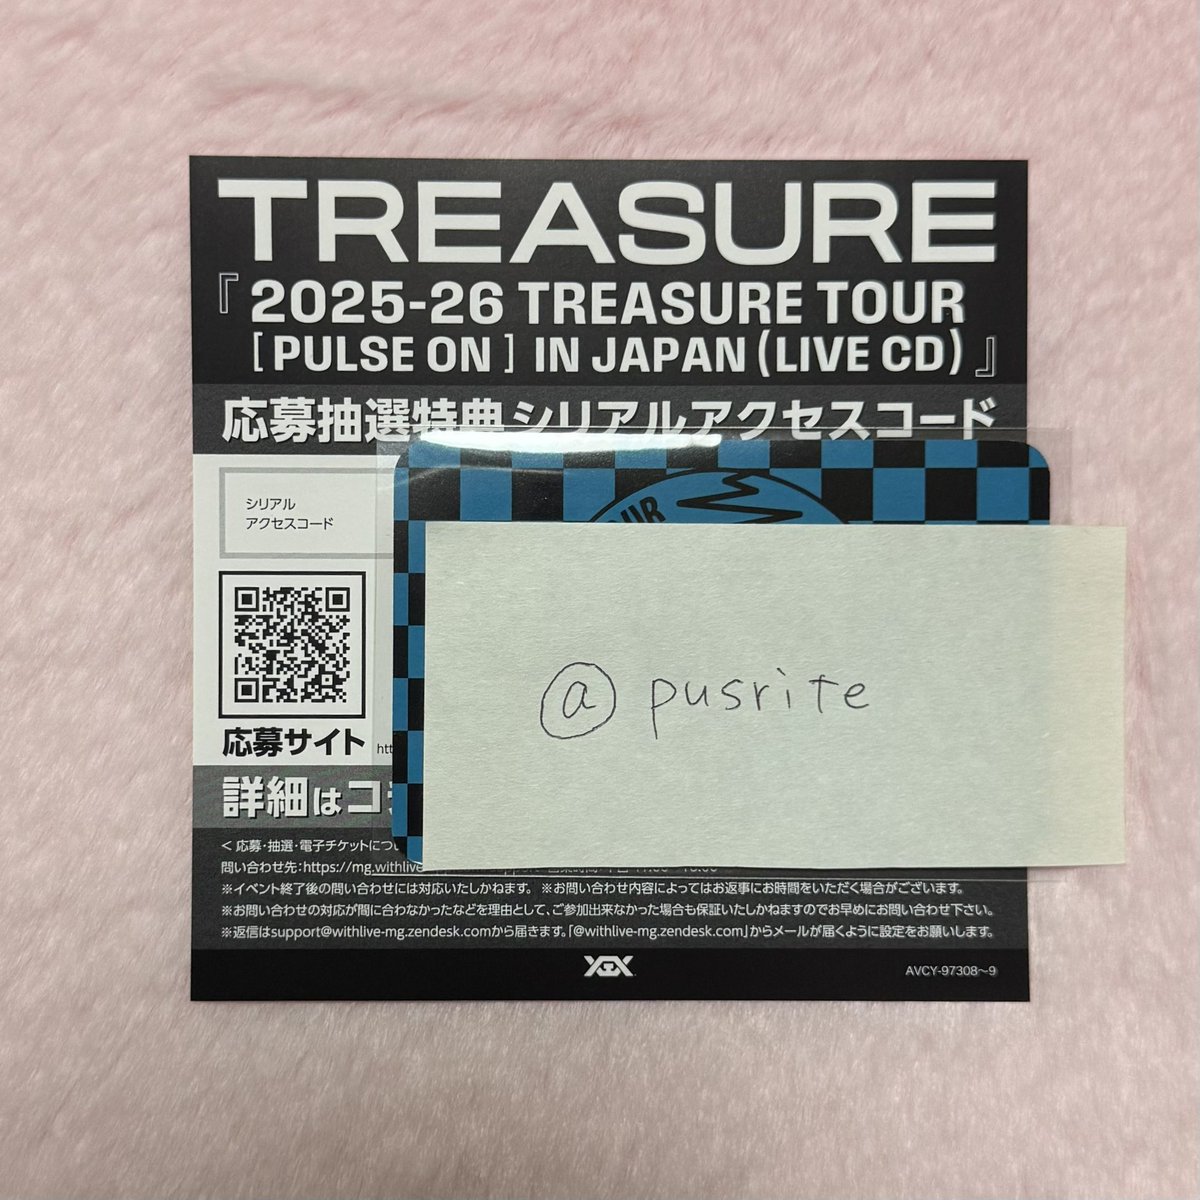 TREASURE
『2025-26 TREASURE TOUR
[PULSE ON] IN JAPAN (LIVE CD)』
応募抽選特典 シリアルアクセスコード
シリアル
アクセスコード
OUR
応募サイト
@pusrite
詳細はコ
<応募・抽選・電子チケットにつ
問い合わせ先:https://mg.withlive
※イベント終了後の問い合わせには対応いたしかねます。 ※お問い合わせ内容によってはお返事にお時間をいただく場合がございます。
※お問い合わせの対応が間に合わなかったなどを理由として、ご参加出来なかった場合も保証いたしかねますのでお早めにお問い合わせ下さい。
※返信はsupport@withlive-mg.zendesk.comから届きます。「@withlive-mg.zendesk.com」からメールが届くように設定をお願いします。
YGEX
AVCY-97308〜9